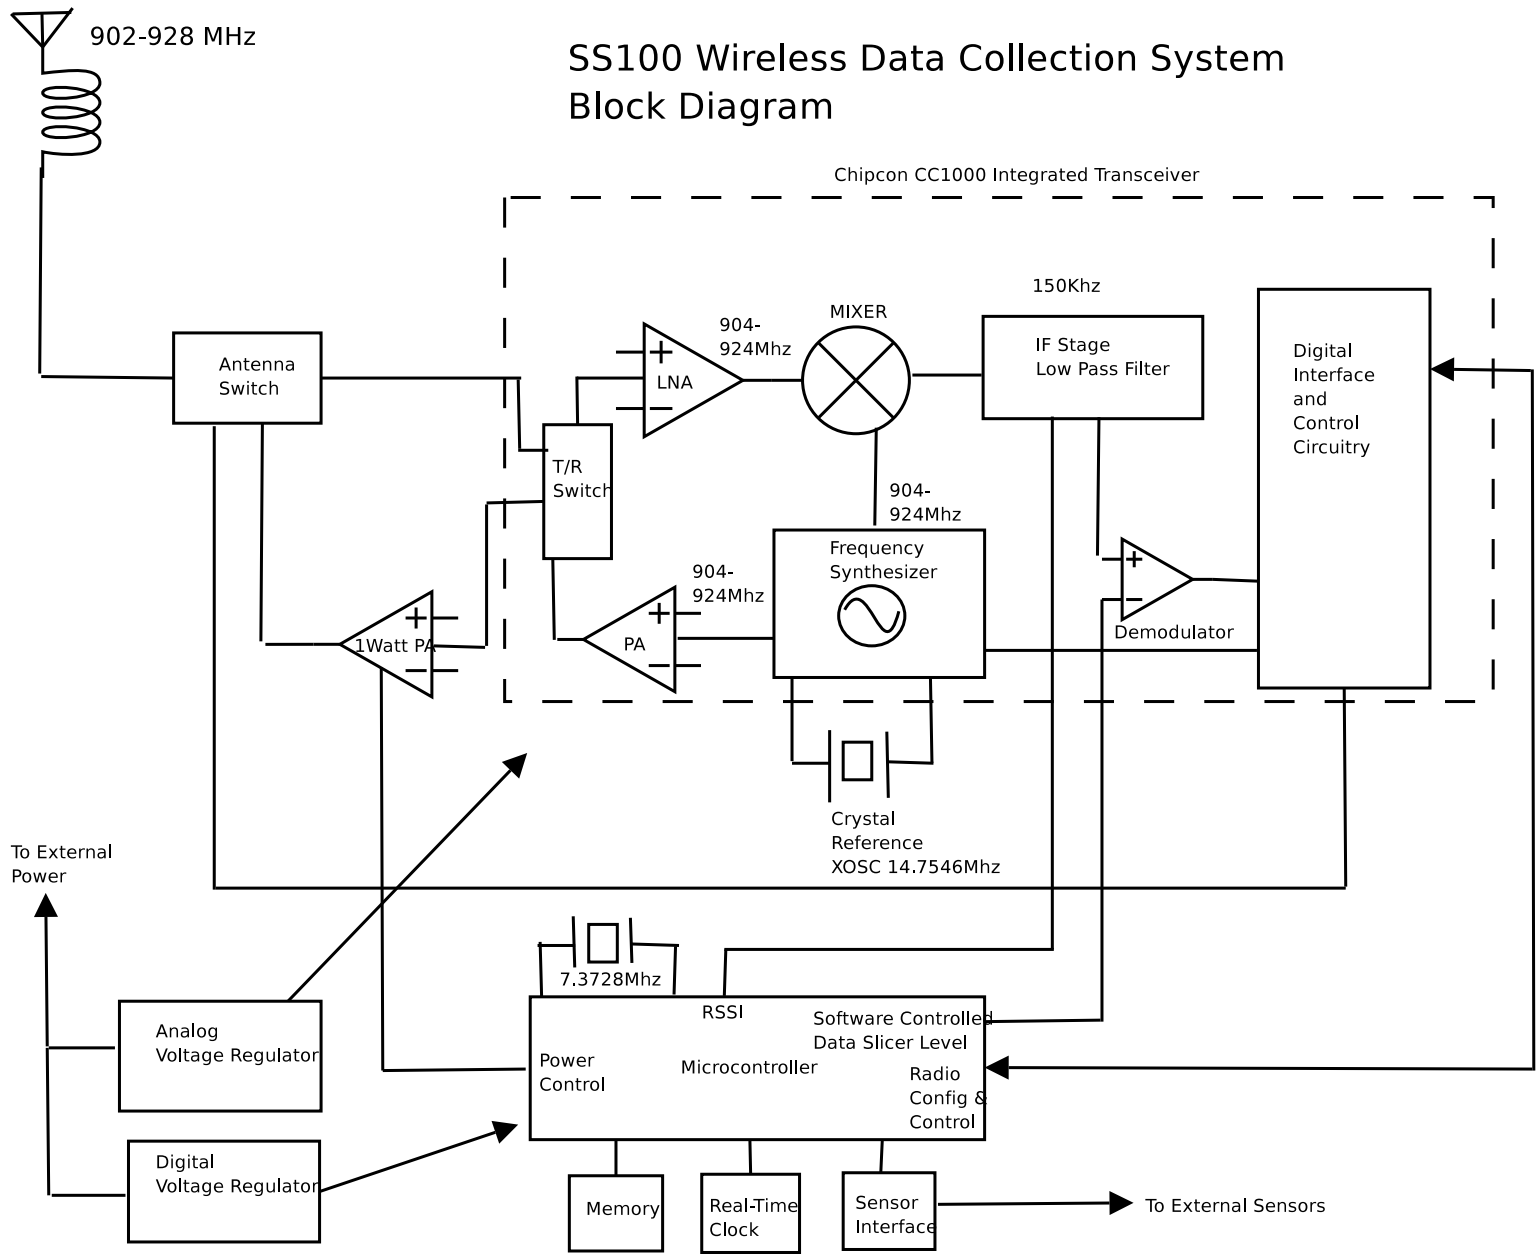 902-928 MHz
SS100 Wireless Data Collection System
Block Diagram
Chipcon CC1000 Integrated Transceiver
150Khz
MIXER
904-
924Mhz
IF Stage
Low Pass Filter
Digital
Interface
and
Control
Circuitry
Antenna
Switch
LNA
T/R
Switch
904-
924Mhz
Frequency
Synthesizer
904-
924Mhz
Demodulator
1Watt PA
PA
Crystal
Reference
XOSC 14.7546Mhz
To External
Power
7.3728Mhz
RSSI
Software Controlled
Data Slicer Level
Analog
Voltage Regulator
Power
Control
Microcontroller
Radio
Config &
Control
Digital
Voltage Regulator
Memory
Real-Time
Clock
Sensor
Interface
To External Sensors